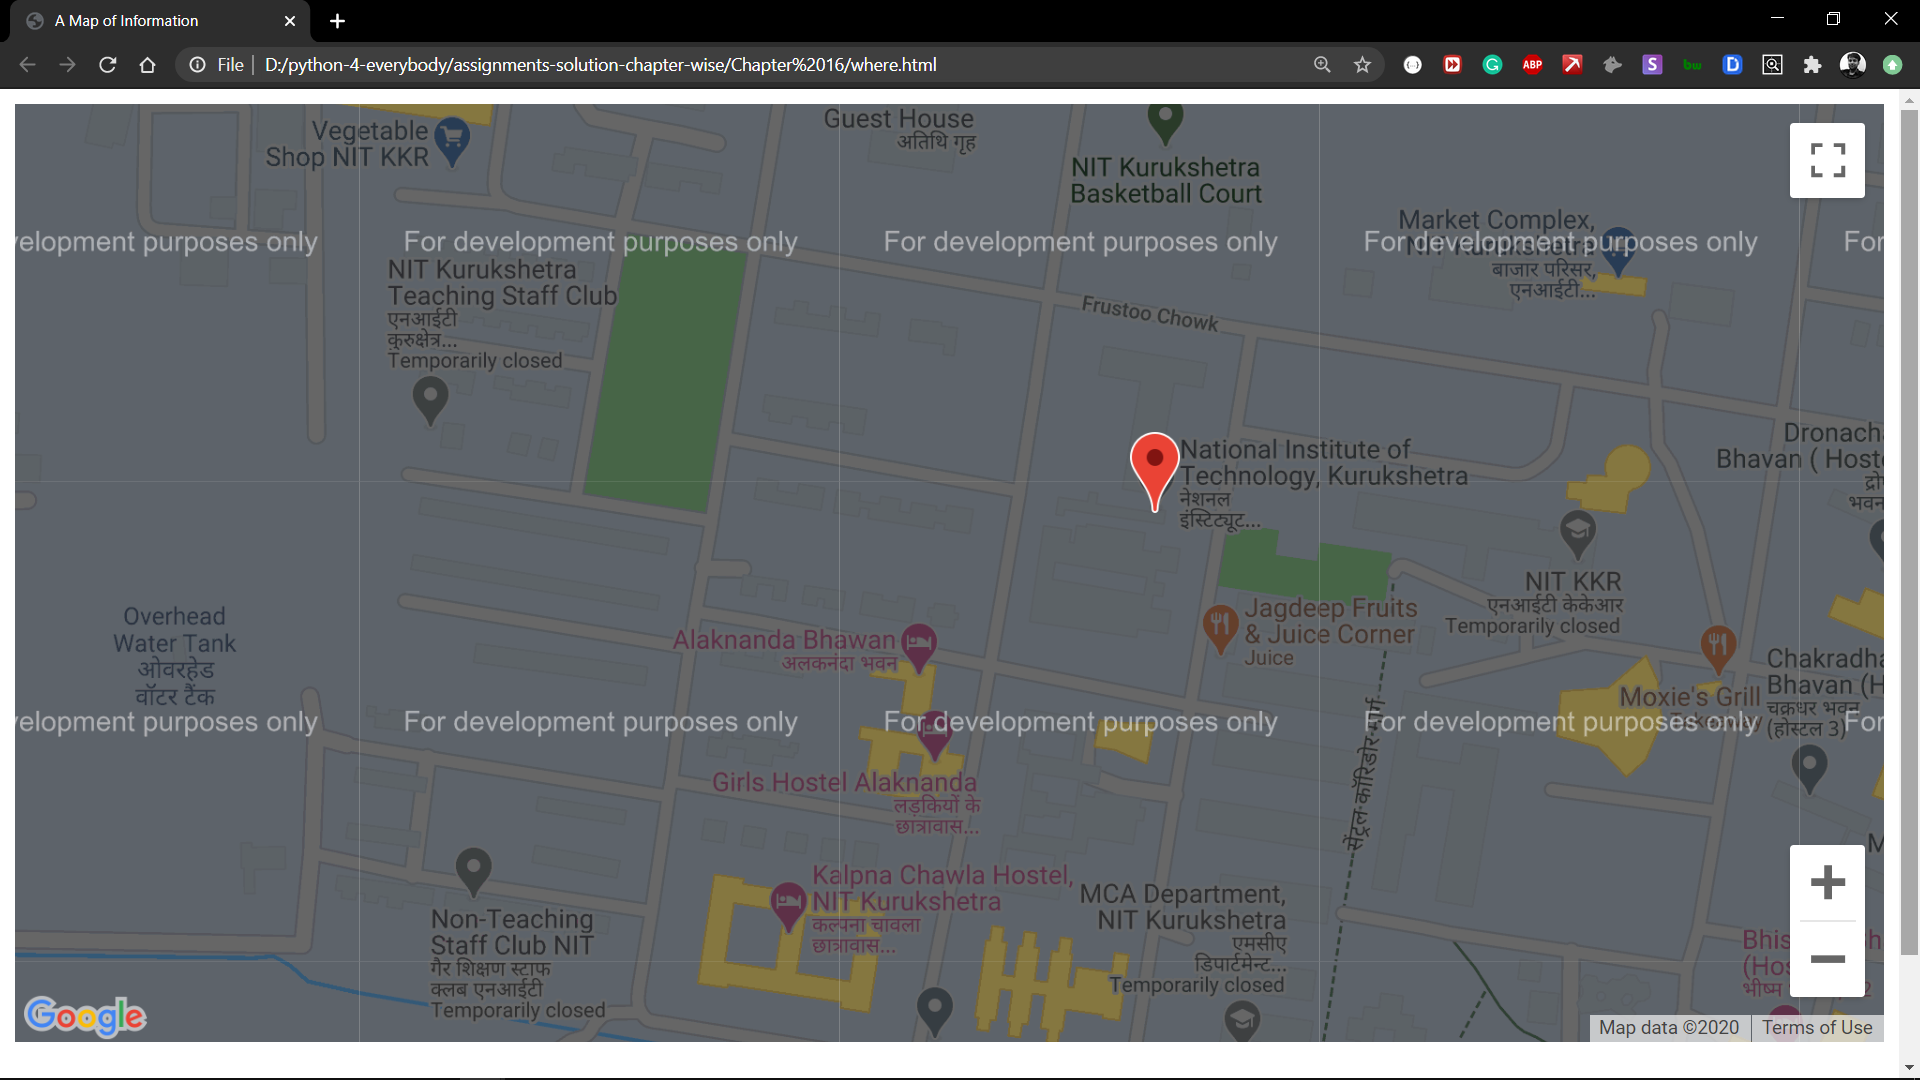 A Map of Information
File
D:/python-4-everybody/assignments-solution-chapter-wise/Chapter%2016/where.html
Vegetable
Shop NIT KKR
Guest House
अतिथि गृह
NIT Kurukshetra
Basketball Court
Market Complex,
NIT Kurukshetra
बाजार परिसर,
एनआईटी...
velopment purposes only
For development purposes only
For development purposes only
For development purposes only
For
NIT Kurukshetra
Teaching Staff Club
एनआईटी
कुरुक्षेत्र...
Temporarily closed
Frustoo Chowk
National Institute of
Technology, Kurukshetra
नेशनल
इंस्टिट्यूट...
Dronach
Bhavan ( Hoste
द्रो
भवन
NIT KKR
एनआईटी केकेआर
Temporarily closed
Overhead
Water Tank
ओवरहेड
वॉटर टैंक
Alaknanda Bhawan
अलकनंदा भवन
Jagdeep Fruits
& Juice Corner
Juice
Moxie's Grill
Takeaway
Chakradha
Bhavan (H
चक्रधर भवन
(होस्टल 3)
velopment purposes only
For development purposes only
For development purposes only
For development purposes only
For
सेंट्रल कॉरिडोर मार्ग
Girls Hostel Alaknanda
लड़कियों के
छात्रावास...
Kalpna Chawla Hostel,
NIT Kurukshetra
कल्पना चावला
छात्रावास...
MCA Department,
NIT Kurukshetra
एमसीए
डिपार्टमेन्ट...
Temporarily closed
Non-Teaching
Staff Club NIT
गैर शिक्षण स्टाफ
क्लब एनआईटी
Temporarily closed
Bhis
(Hos
भीष्म
Google
Map data ©2020
Terms of Use